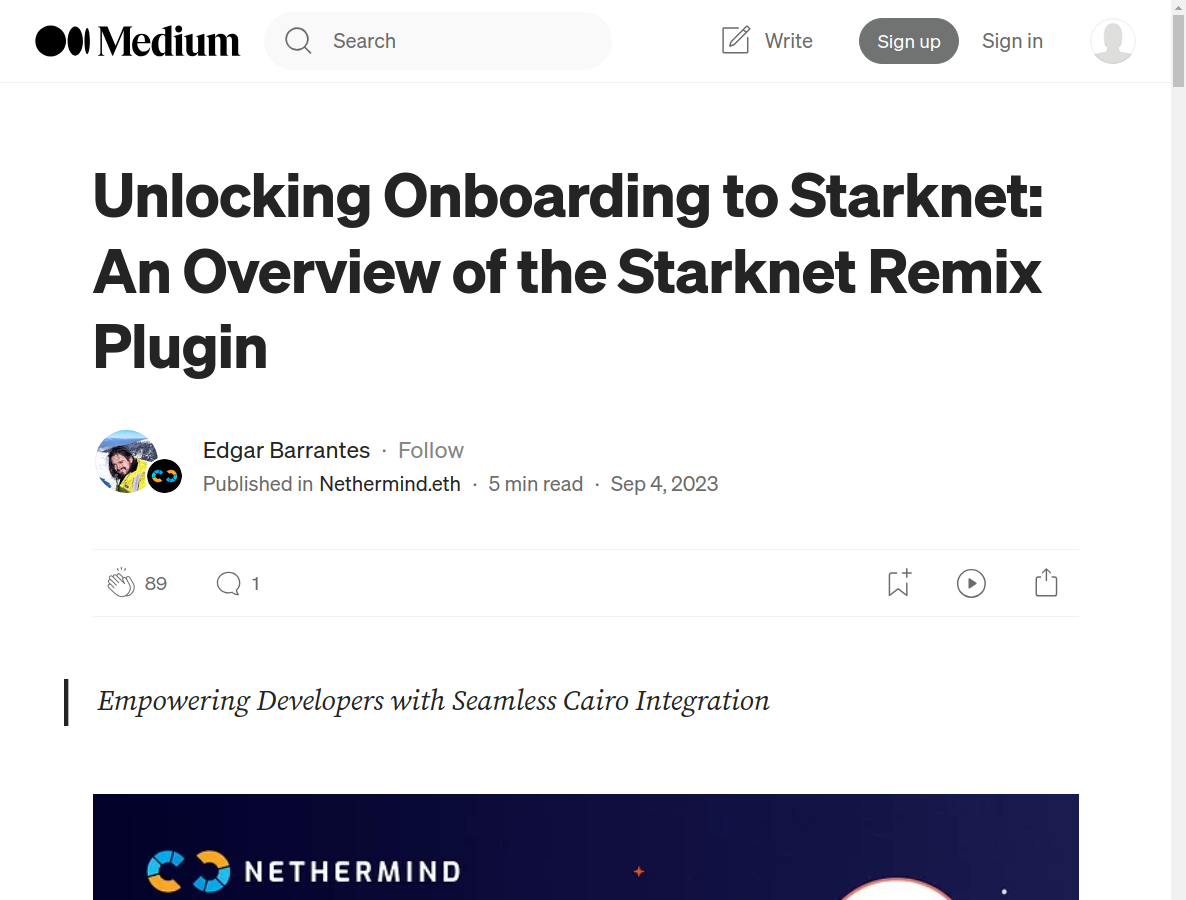 Medium
Search
Write
Sign up
Sign in
Unlocking Onboarding to Starknet:
An Overview of the Starknet Remix
Plugin
Edgar Barrantes · Follow
Published in Nethermind.eth · 5 min read · Sep 4, 2023
89
1
Empowering Developers with Seamless Cairo Integration
NETHERMIND